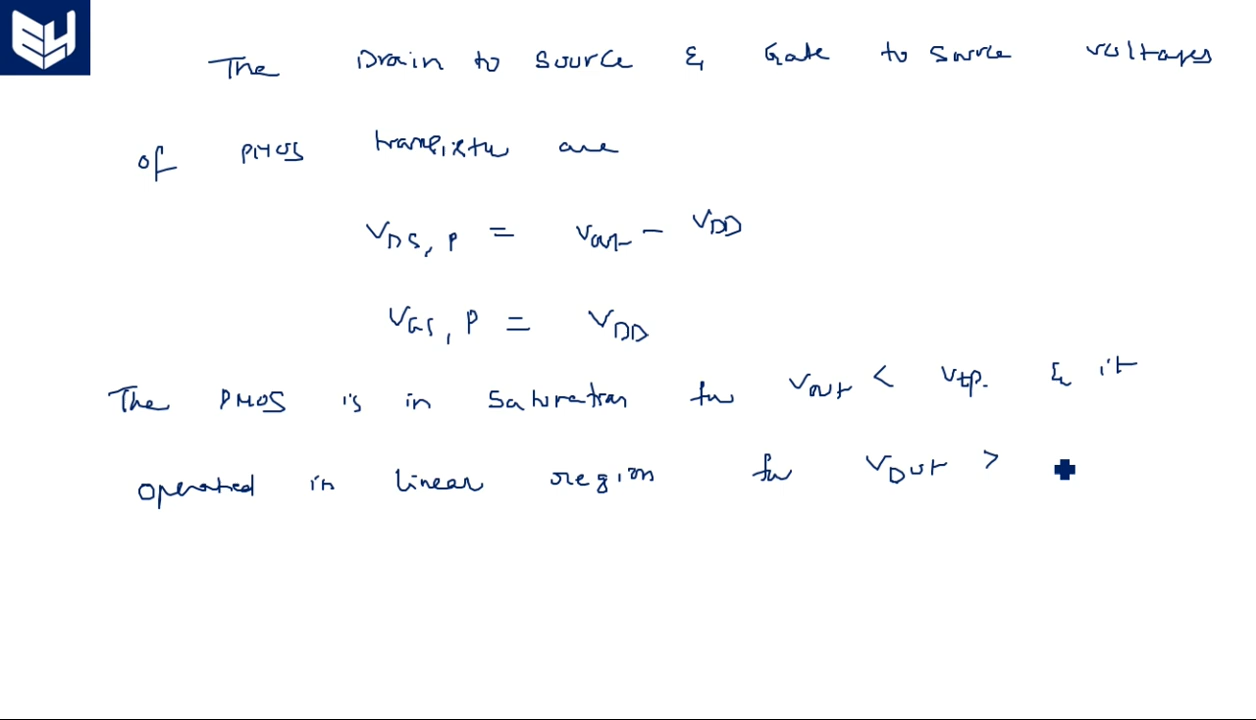 EH
The Drain to Source & Gate to Source voltages
of PMOS transistor are
VDS, P = Vout - VDD
VGS, P = VDD
The PMOS is in Saturation for Vout < Vtp. & it
operated in linear region for Vout >